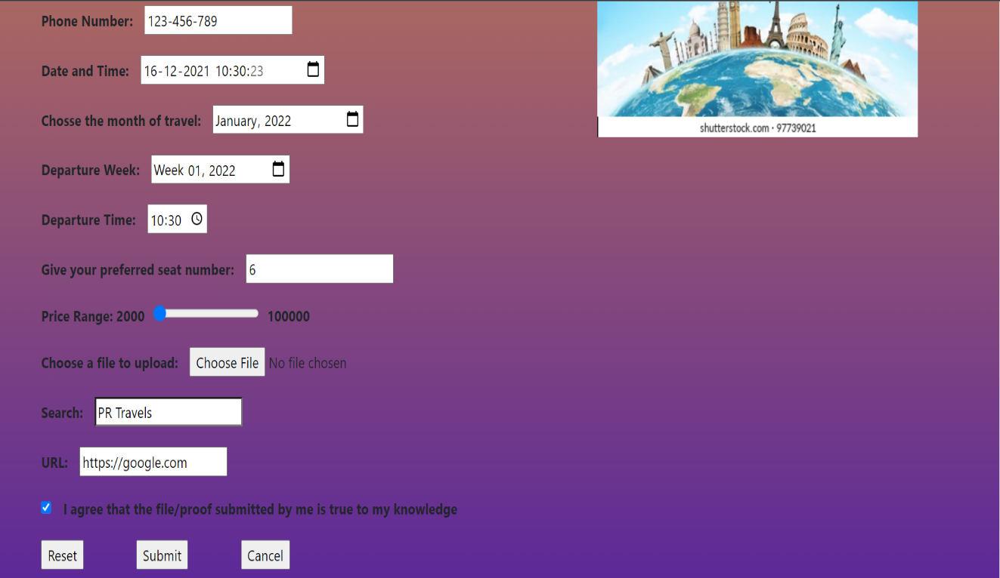 Phone Number: 123-456-789
Date and Time: 16-12-2021 10:30:23
Chosse the month of travel: January, 2022
shutterstock.com · 97739021
Departure Week: Week 01, 2022
Departure Time: 10:30
Give your preferred seat number: 6
Price Range: 2000 100000
Choose a file to upload: Choose File No file chosen
Search: PR Travels
URL: https://google.com
I agree that the file/proof submitted by me is true to my knowledge
Reset Submit Cancel